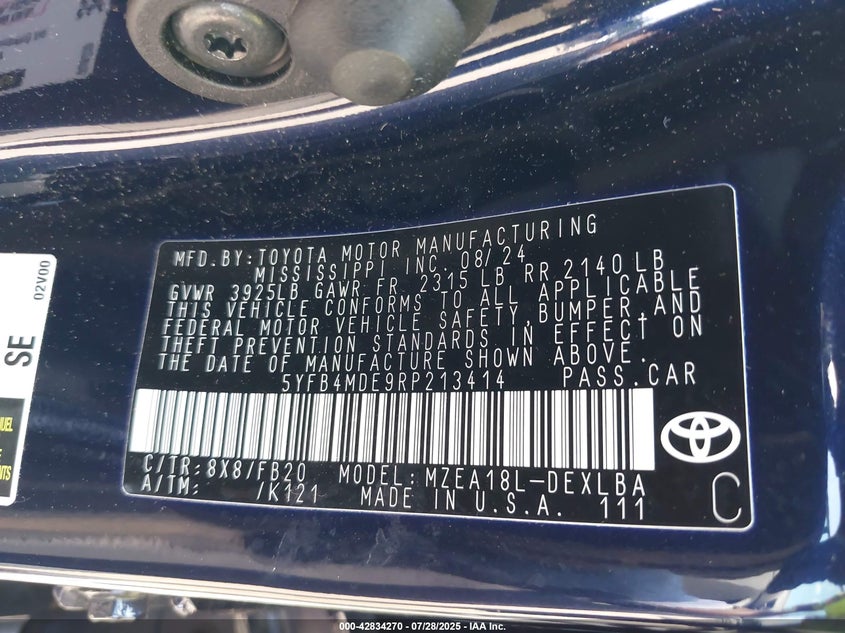 MFD.BY:TOYOTA MOTOR MANUFACTURING
MISSISSIPPI INC. 08/24
GVWR 3925LB GAWR FR 2315 LB RR 2140 LB
THIS VEHICLE CONFORMS TO ALL APPLICABLE
FEDERAL MOTOR VEHICLE SAFETY,BUMPER,AND
THEFT PREVENTION STANDARDS IN EFFECT ON
THE DATE OF MANUFACTURE SHOWN ABOVE.
5YFB4MDE9RP213414 PASS.CAR
C/TR:8X8/FB20 MODEL:MZEA18L-DEXLBA
A/TM: /K121 MADE IN U.S.A. 111
C
02V00
SE
000-42834270 - 07/28/2025 - IAA Inc.